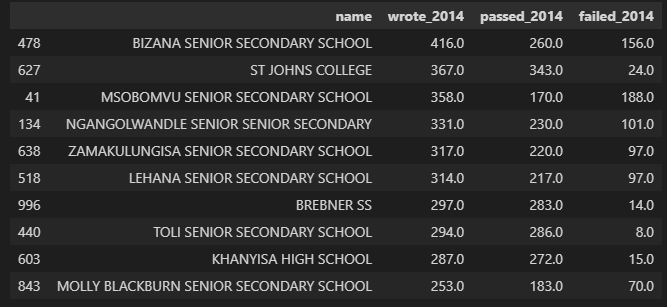 name wrote_2014 passed_2014 failed_2014
478 BIZANA SENIOR SECONDARY SCHOOL 416.0 260.0 156.0
627 ST JOHNS COLLEGE 367.0 343.0 24.0
41 MSOBOMVU SENIOR SECONDARY SCHOOL 358.0 170.0 188.0
134 NGANGOLWANDLE SENIOR SENIOR SECONDARY 331.0 230.0 101.0
638 ZAMAKULUNGISA SENIOR SECONDARY SCHOOL 317.0 220.0 97.0
518 LEHANA SENIOR SECONDARY SCHOOL 314.0 217.0 97.0
996 BREBNER SS 297.0 283.0 14.0
440 TOLI SENIOR SECONDARY SCHOOL 294.0 286.0 8.0
603 KHANYISA HIGH SCHOOL 287.0 272.0 15.0
843 MOLLY BLACKBURN SENIOR SECONDARY SCHOOL 253.0 183.0 70.0